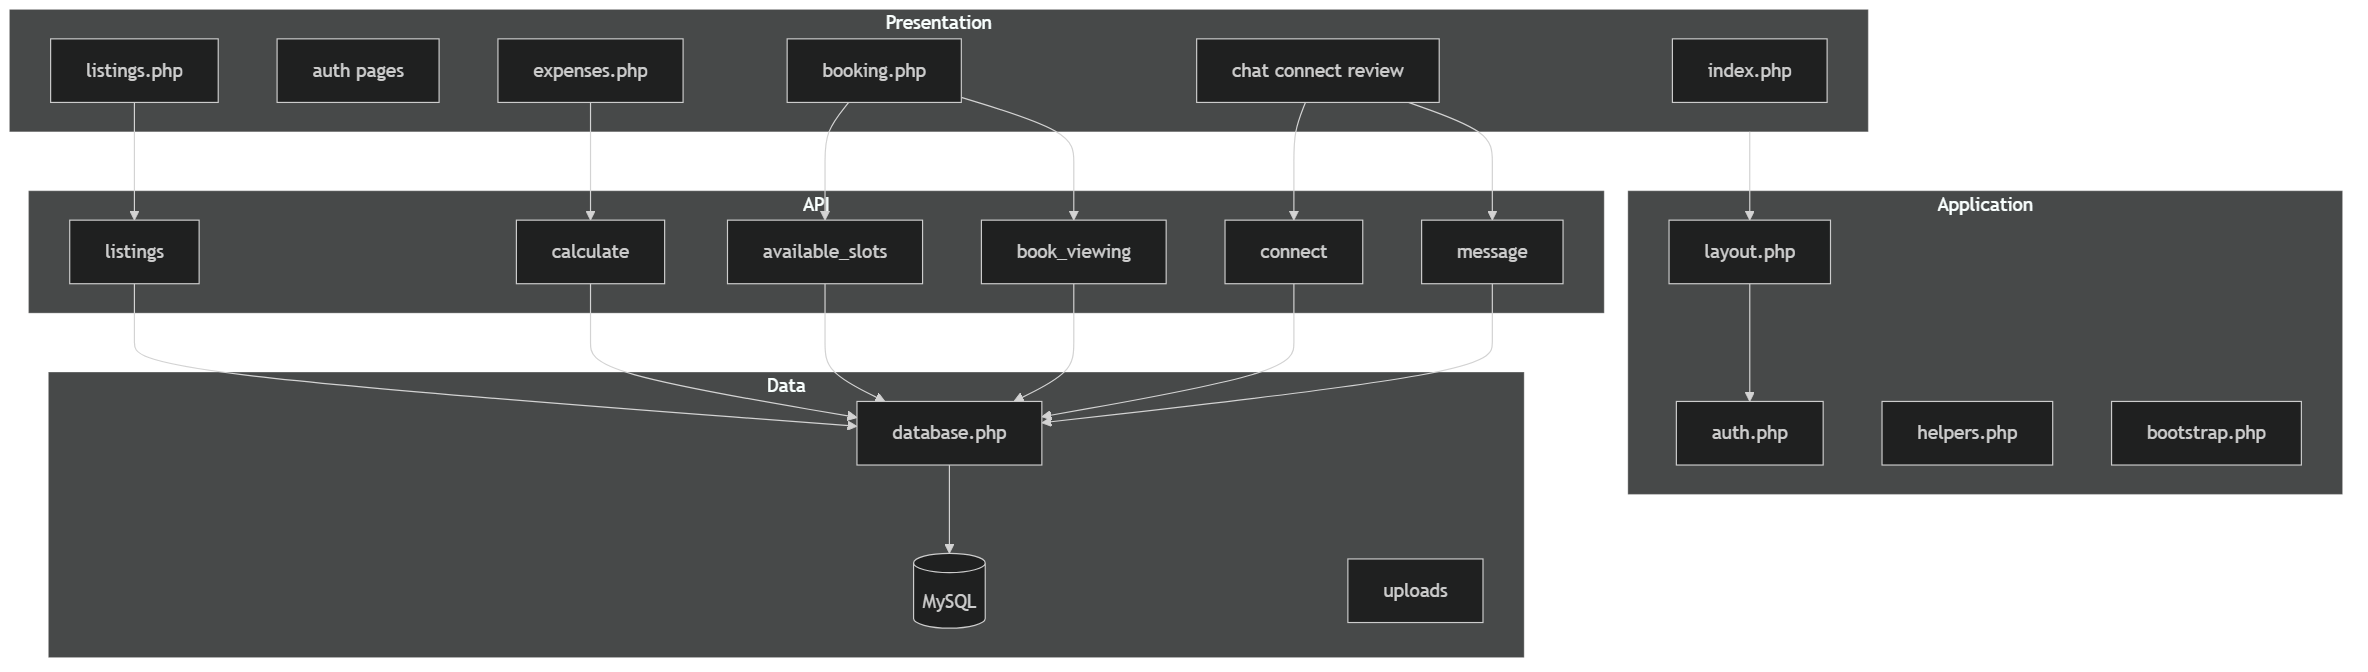 Presentation
listings.php
auth pages
expenses.php
booking.php
chat connect review
index.php
API
listings
calculate
available_slots
book_viewing
connect
message
Application
layout.php
auth.php
helpers.php
bootstrap.php
Data
database.php
MySQL
uploads